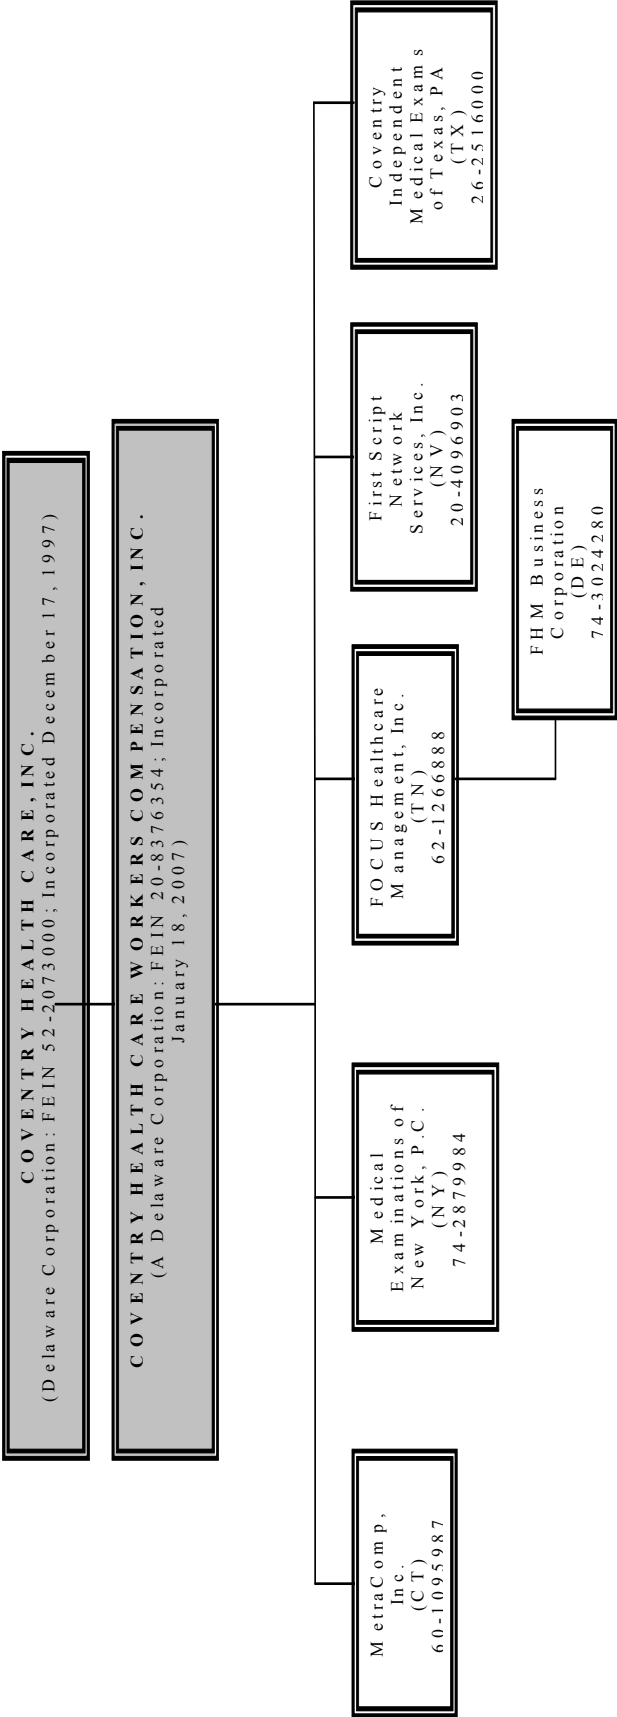 COVENTRY HEALTH CARE, INC.
(Delaware Corporation: FEIN 52-2073000; Incorporated December 17, 1997)
COVENTRY HEALTH CARE WORKERS COMPENSATION, INC.
(A Delaware Corporation: FEIN 20-8376354; Incorporated
January 18, 2007)
MetraComp,
Inc.
(CT)
60-1095987
Medical
Examinations of
New York, P.C.
(NY)
74-2879984
FOCUS Healthcare
Management, Inc.
(TN)
62-1266888
First Script
Network
Services, Inc.
(NV)
20-4096903
Coventry
Independent
Medical Exams
of Texas, PA
(TX)
26-2516000
FHM Business
Corporation
(DE)
74-3024280